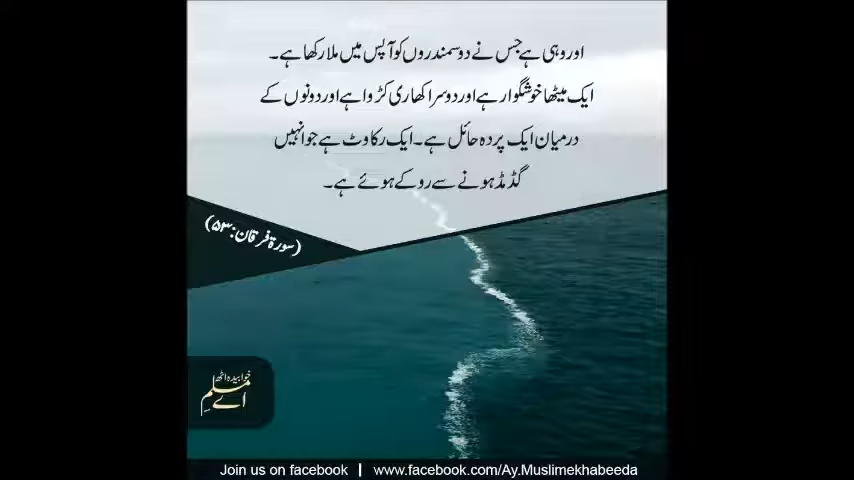 اور وہی ہے جس نے دو سمندروں کو آپس میں ملا رکھا ہے۔
ایک میٹھا خوشگوار ہے اور دوسرا کھاری کڑوا ہے اور دونوں کے
درمیان ایک پردہ حائل ہے۔ ایک رکاوٹ ہے جو انہیں
گڈمڈ ہونے سے روکے ہوئے ہے۔
(سورۃ فرقان: ۵۳)
خوابیدہ اٹھ
اے مسلمِ
Join us on facebook | www.facebook.com/Ay.Muslimekhabeeda